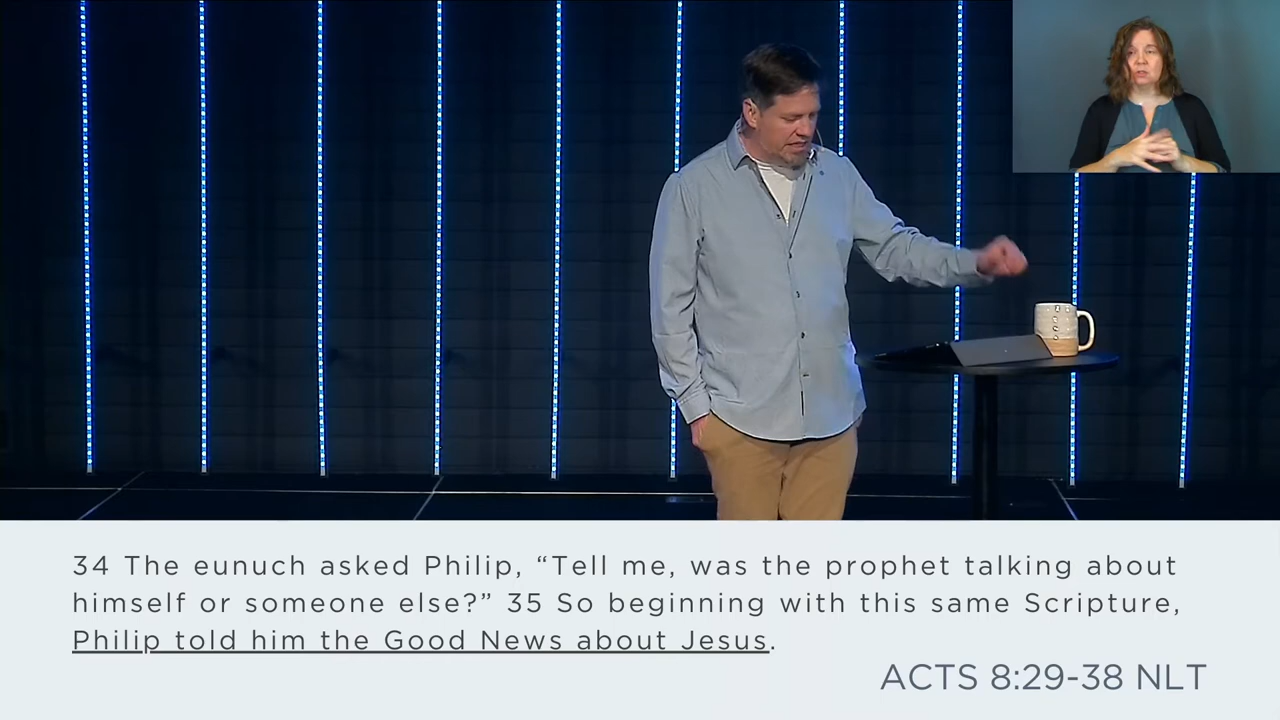 34 The eunuch asked Philip, “Tell me, was the prophet talking about
himself or someone else?” 35 So beginning with this same Scripture,
Philip told him the Good News about Jesus.
ACTS 8:29-38 NLT